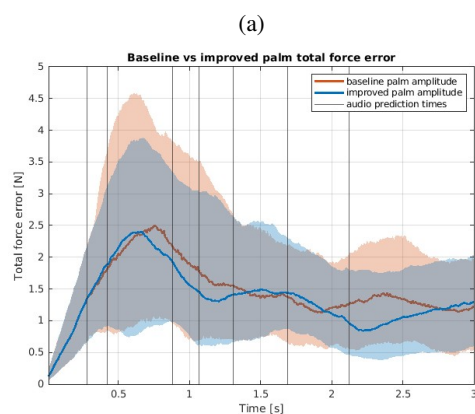 (a)
Baseline vs improved palm total force error
5
4.5
4
3.5
3
2.5
2
1.5
1
0.5
0
Total force error [N]
baseline palm amplitude
improved palm amplitude
audio prediction times
0.5
1
1.5
2
2.5
3
Time [s]